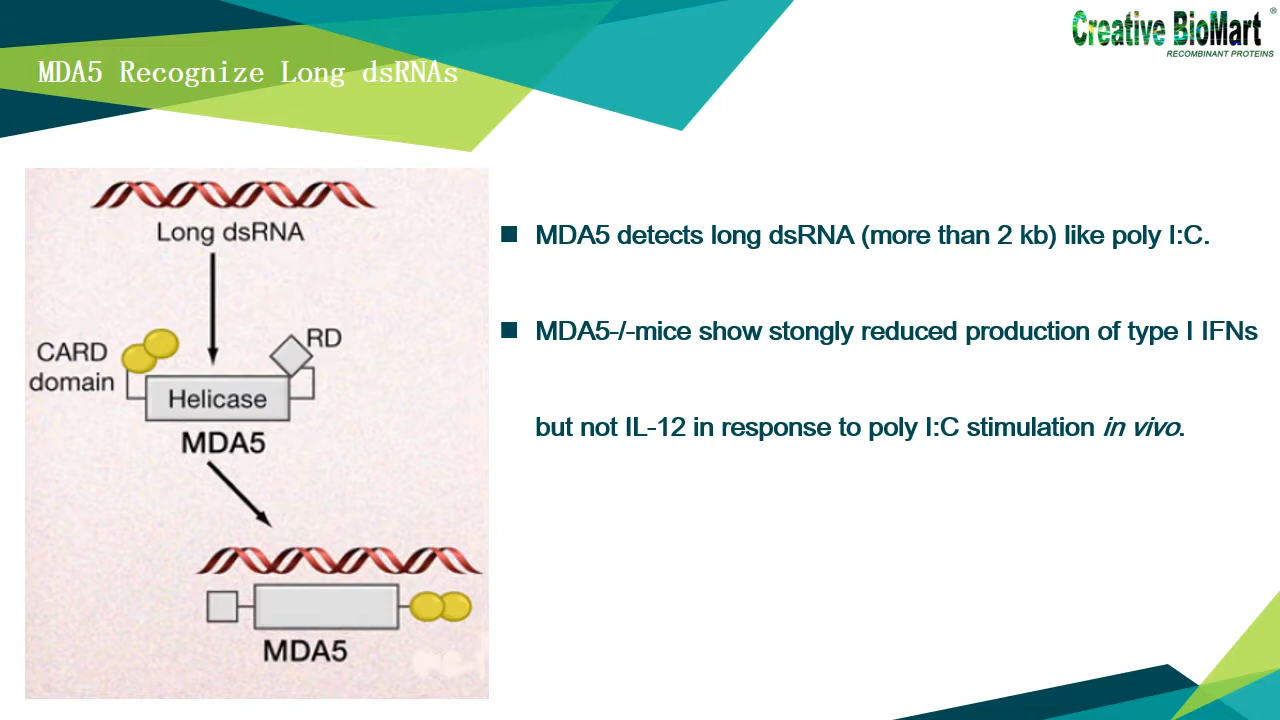 Creative BioMart ®
RECOMBINANT PROTEINS
MDA5 Recognize Long dsRNAs
Long dsRNA
CARD
domain
RD
Helicase
MDA5
MDA5
MDA5 detects long dsRNA (more than 2 kb) like poly I:C.
MDA5-/-mice show stongly reduced production of type I IFNs
but not IL-12 in response to poly I:C stimulation in vivo.